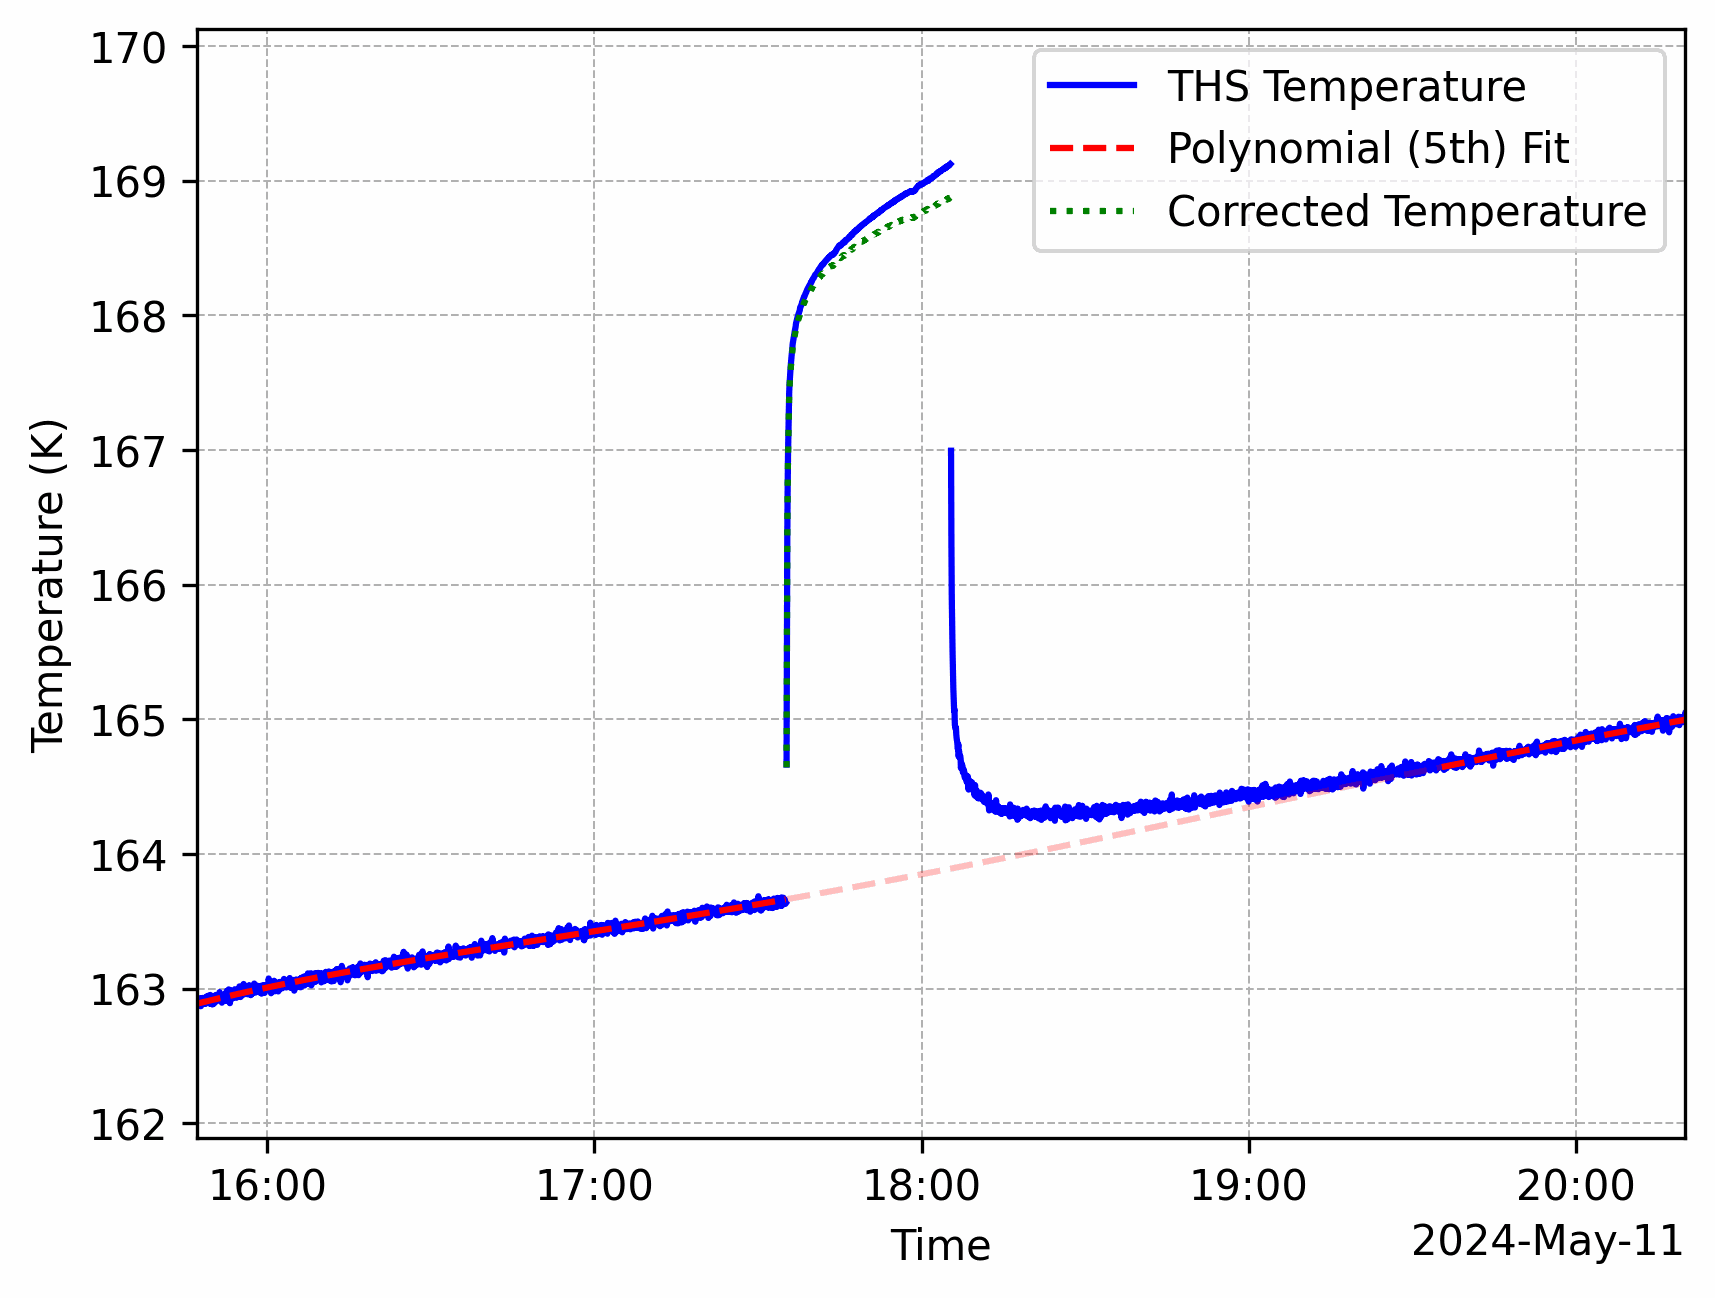 170
169
168
167
166
165
164
163
162
Temperature (K)
THS Temperature
Polynomial (5th) Fit
Corrected Temperature
16:00 17:00 18:00 19:00 20:00
Time
2024-May-11